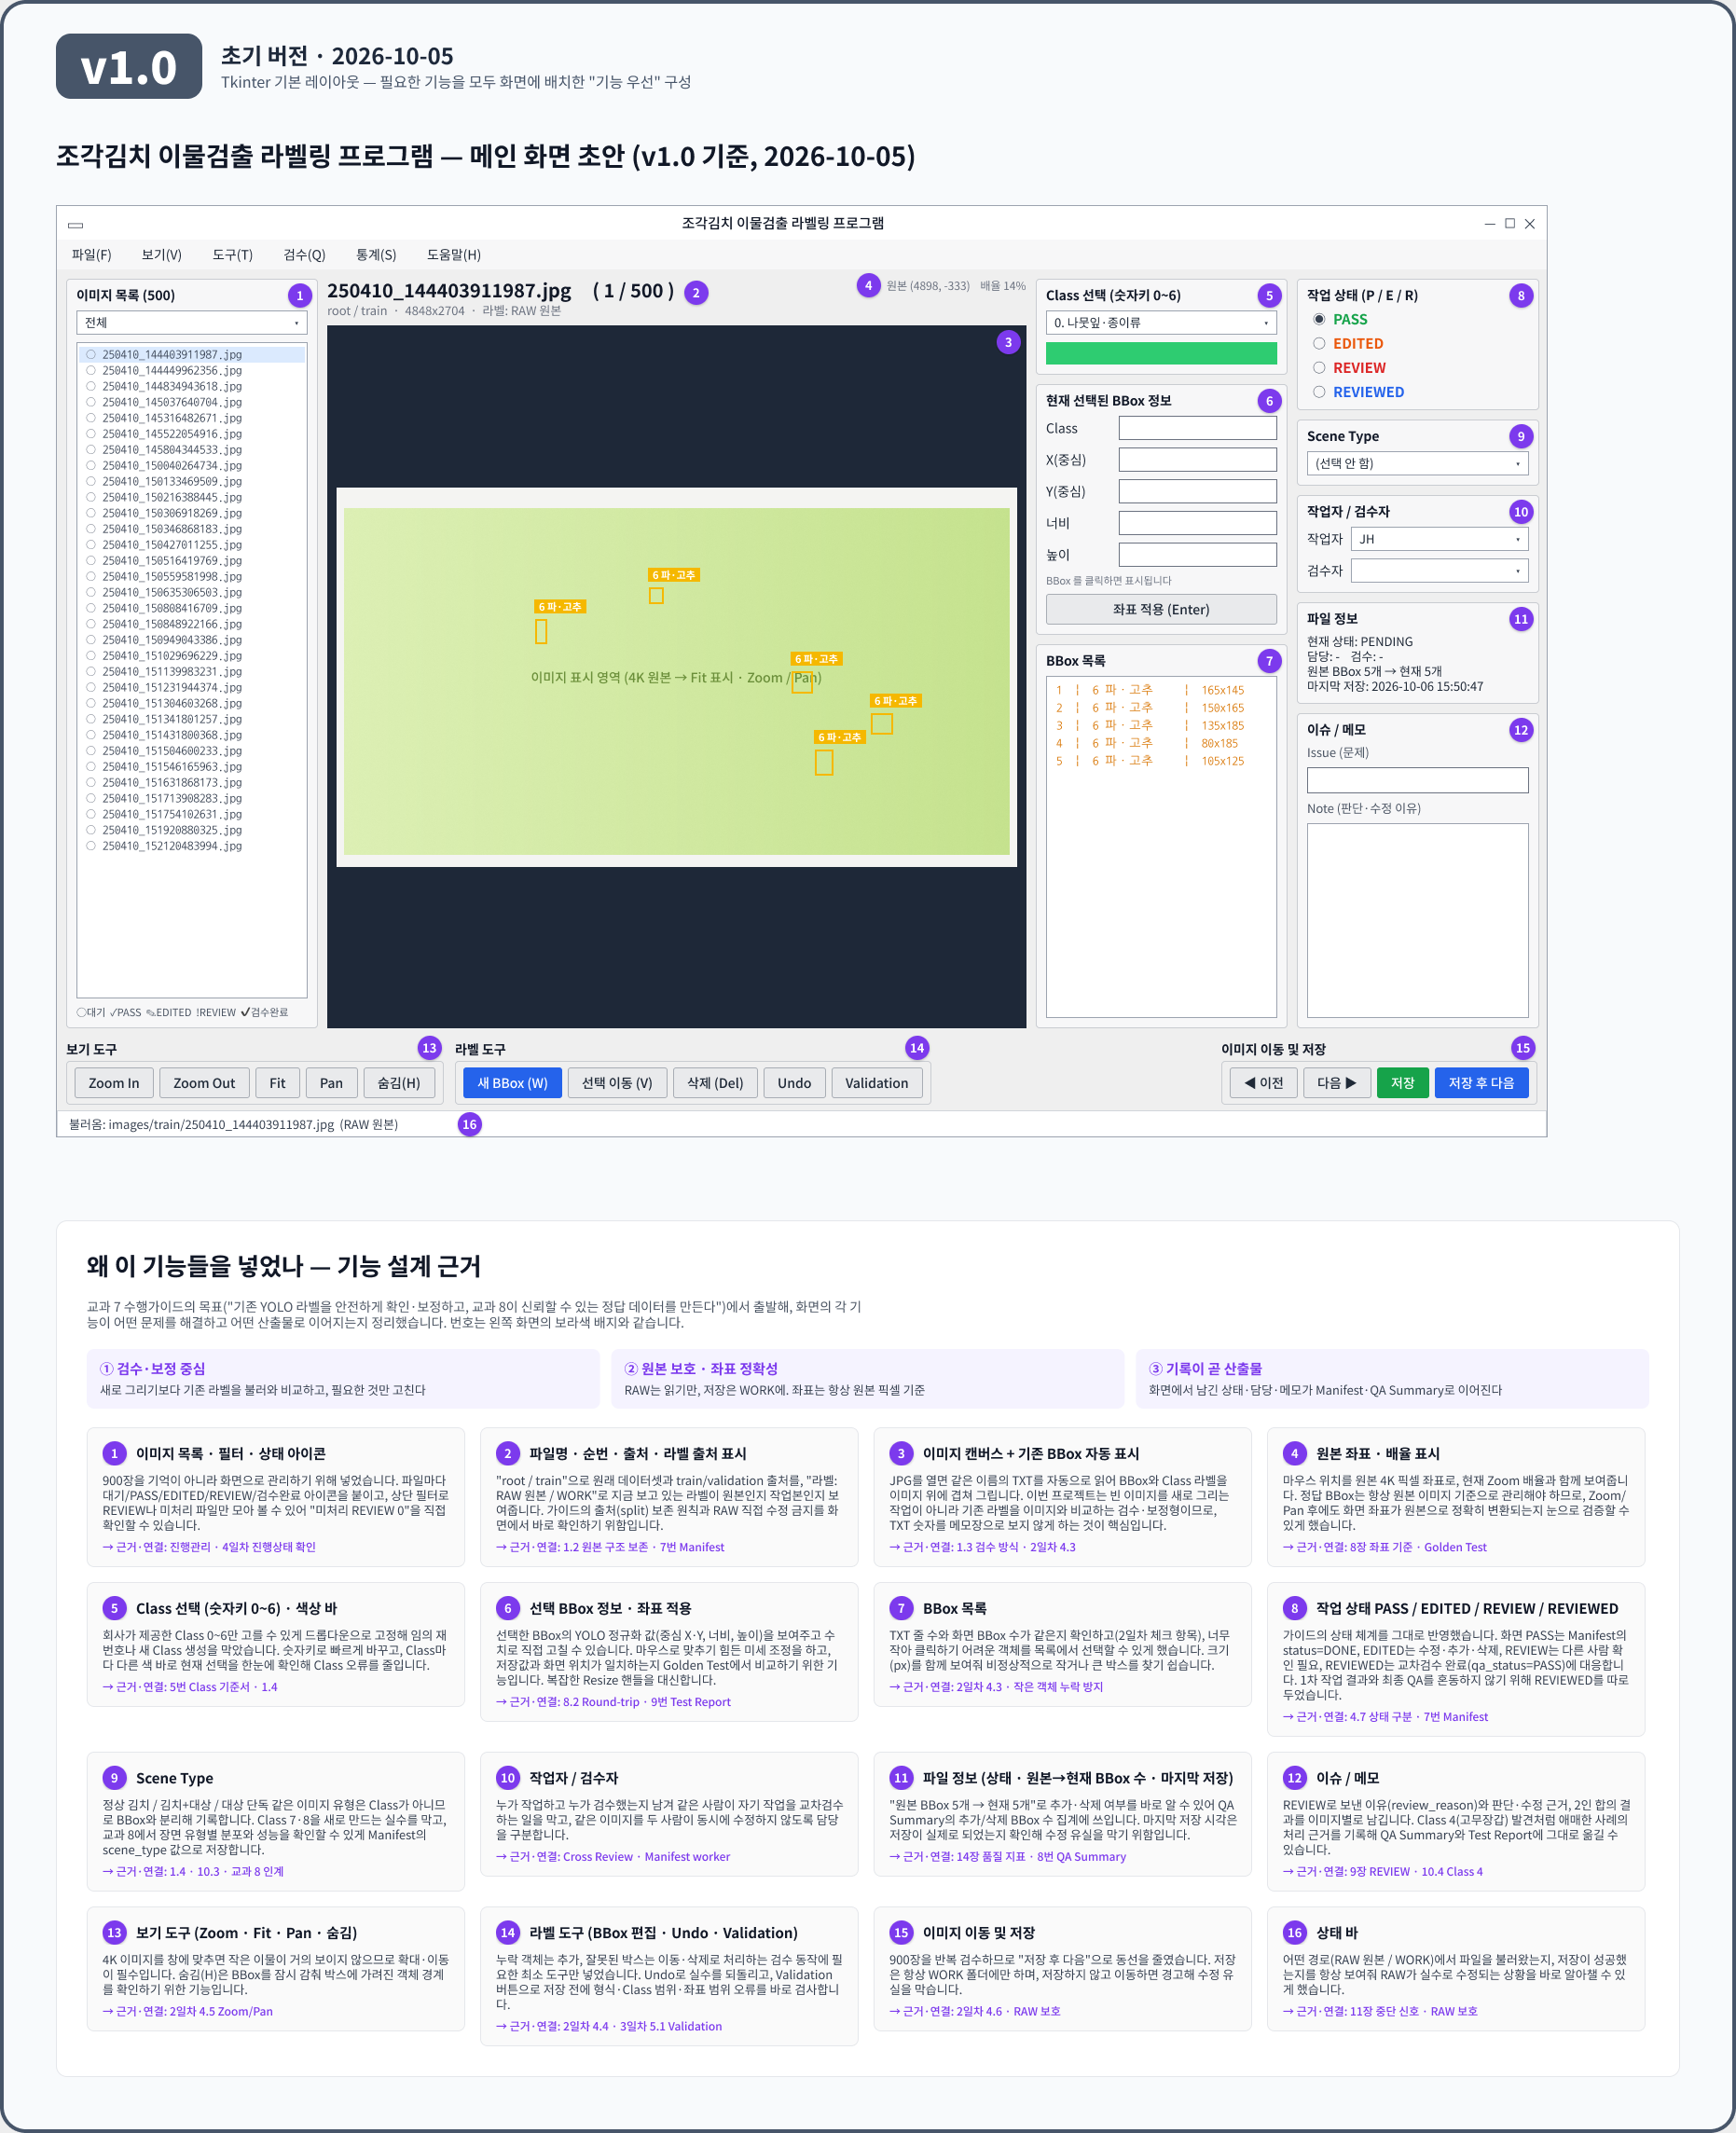 v1.0
초기 버전 · 2026-10-05
Tkinter 기본 레이아웃 — 필요한 기능을 모두 화면에 배치한 "기능 우선" 구성
조각김치 이물검출 라벨링 프로그램 — 메인 화면 초안 (v1.0 기준, 2026-10-05)
조각김치 이물검출 라벨링 프로그램
파일(F) 보기(V) 도구(T) 검수(Q) 통계(S) 도움말(H)
이미지 목록 (500) 1
전체
250410_144403911987.jpg
250410_144449962356.jpg
250410_144834943618.jpg
250410_145037640704.jpg
250410_145316482671.jpg
250410_145522054916.jpg
250410_145804344533.jpg
250410_150040264734.jpg
250410_150133469509.jpg
250410_150216388445.jpg
250410_150306918269.jpg
250410_150346868183.jpg
250410_150427011255.jpg
250410_150516419769.jpg
250410_150559581998.jpg
250410_150635306503.jpg
250410_150808416709.jpg
250410_150848922166.jpg
250410_150949043386.jpg
250410_151029696229.jpg
250410_151139983231.jpg
250410_151231944374.jpg
250410_151304603268.jpg
250410_151341801257.jpg
250410_151431800368.jpg
250410_151504600233.jpg
250410_151546165963.jpg
250410_151631868173.jpg
250410_151713908283.jpg
250410_151754102631.jpg
250410_151920880325.jpg
250410_152120483994.jpg
○대기 ✓PASS ✎EDITED !REVIEW ✔검수완료
250410_144403911987.jpg ( 1 / 500 ) 2
root / train · 4848x2704 · 라벨: RAW 원본
4 원본 (4898, -333) 배율 14%
3
6 파·고추
6 파·고추
6 파·고추
이미지 표시 영역 (4K 원본 → Fit 표시 · Zoom / Pan)
6 파·고추
6 파·고추
Class 선택 (숫자키 0~6) 5
0. 나뭇잎·종이류
현재 선택된 BBox 정보 6
Class
X(중심)
Y(중심)
너비
높이
BBox 를 클릭하면 표시됩니다
좌표 적용 (Enter)
BBox 목록 7
1 ¦ 6 파·고추 ¦ 165x145
2 ¦ 6 파·고추 ¦ 150x165
3 ¦ 6 파·고추 ¦ 135x185
4 ¦ 6 파·고추 ¦ 80x185
5 ¦ 6 파·고추 ¦ 105x125
작업 상태 (P / E / R) 8
PASS
EDITED
REVIEW
REVIEWED
Scene Type 9
(선택 안 함)
작업자 / 검수자 10
작업자 JH
검수자
파일 정보 11
현재 상태: PENDING
담당: - 검수: -
원본 BBox 5개 → 현재 5개
마지막 저장: 2026-10-06 15:50:47
이슈 / 메모 12
Issue (문제)
Note (판단·수정 이유)
보기 도구 13
Zoom In Zoom Out Fit Pan 숨김(H)
라벨 도구 14
새 BBox (W) 선택 이동 (V) 삭제 (Del) Undo Validation
이미지 이동 및 저장 15
◀ 이전 다음 ▶ 저장 저장 후 다음
불러옴: images/train/250410_144403911987.jpg (RAW 원본) 16
왜 이 기능들을 넣었나 — 기능 설계 근거
교과 7 수행가이드의 목표("기존 YOLO 라벨을 안전하게 확인·보정하고, 교과 8이 신뢰할 수 있는 정답 데이터를 만든다")에서 출발해, 화면의 각 기
능이 어떤 문제를 해결하고 어떤 산출물로 이어지는지 정리했습니다. 번호는 왼쪽 화면의 보라색 배지와 같습니다.
① 검수·보정 중심
새로 그리기보다 기존 라벨을 불러와 비교하고, 필요한 것만 고친다
② 원본 보호 · 좌표 정확성
RAW는 읽기만, 저장은 WORK에. 좌표는 항상 원본 픽셀 기준
③ 기록이 곧 산출물
화면에서 남긴 상태·담당·메모가 Manifest·QA Summary로 이어진다
1 이미지 목록 · 필터 · 상태 아이콘
900장을 기억이 아니라 화면으로 관리하기 위해 넣었습니다. 파일마다
대기/PASS/EDITED/REVIEW/검수완료 아이콘을 붙이고, 상단 필터로
REVIEW나 미처리 파일만 모아 볼 수 있어 "미처리 REVIEW 0"을 직접
확인할 수 있습니다.
→ 근거·연결: 진행관리 · 4일차 진행상태 확인
2 파일명 · 순번 · 출처 · 라벨 출처 표시
"root / train"으로 원래 데이터셋과 train/validation 출처를, "라벨:
RAW 원본 / WORK"로 지금 보고 있는 라벨이 원본인지 작업본인지 보
여줍니다. 가이드의 출처(split) 보존 원칙과 RAW 직접 수정 금지를 화
면에서 바로 확인하기 위함입니다.
→ 근거·연결: 1.2 원본 구조 보존 · 7번 Manifest
3 이미지 캔버스 + 기존 BBox 자동 표시
JPG를 열면 같은 이름의 TXT를 자동으로 읽어 BBox와 Class 라벨을
이미지 위에 겹쳐 그립니다. 이번 프로젝트는 빈 이미지를 새로 그리는
작업이 아니라 기존 라벨을 이미지와 비교하는 검수·보정형이므로,
TXT 숫자를 메모장으로 보지 않게 하는 것이 핵심입니다.
→ 근거·연결: 1.3 검수 방식 · 2일차 4.3
4 원본 좌표 · 배율 표시
마우스 위치를 원본 4K 픽셀 좌표로, 현재 Zoom 배율과 함께 보여줍니
다. 정답 BBox는 항상 원본 이미지 기준으로 관리해야 하므로, Zoom/
Pan 후에도 화면 좌표가 원본으로 정확히 변환되는지 눈으로 검증할 수
있게 했습니다.
→ 근거·연결: 8장 좌표 기준 · Golden Test
5 Class 선택 (숫자키 0~6) · 색상 바
회사가 제공한 Class 0~6만 고를 수 있게 드롭다운으로 고정해 임의 재
번호나 새 Class 생성을 막았습니다. 숫자키로 빠르게 바꾸고, Class마
다 다른 색 바로 현재 선택을 한눈에 확인해 Class 오류를 줄입니다.
→ 근거·연결: 5번 Class 기준서 · 1.4
6 선택 BBox 정보 · 좌표 적용
선택한 BBox의 YOLO 정규화 값(중심 X·Y, 너비, 높이)을 보여주고 수
치로 직접 고칠 수 있습니다. 마우스로 맞추기 힘든 미세 조정을 하고,
저장값과 화면 위치가 일치하는지 Golden Test에서 비교하기 위한 기
능입니다. 복잡한 Resize 핸들을 대신합니다.
→ 근거·연결: 8.2 Round-trip · 9번 Test Report
7 BBox 목록
TXT 줄 수와 화면 BBox 수가 같은지 확인하고(2일차 체크 항목), 너무
작아 클릭하기 어려운 객체를 목록에서 선택할 수 있게 했습니다. 크기
(px)를 함께 보여줘 비정상적으로 작거나 큰 박스를 찾기 쉽습니다.
→ 근거·연결: 2일차 4.3 · 작은 객체 누락 방지
8 작업 상태 PASS / EDITED / REVIEW / REVIEWED
가이드의 상태 체계를 그대로 반영했습니다. 화면 PASS는 Manifest의
status=DONE, EDITED는 수정·추가·삭제, REVIEW는 다른 사람 확
인 필요, REVIEWED는 교차검수 완료(qa_status=PASS)에 대응합니
다. 1차 작업 결과와 최종 QA를 혼동하지 않기 위해 REVIEWED를 따로
두었습니다.
→ 근거·연결: 4.7 상태 구분 · 7번 Manifest
9 Scene Type
정상 김치 / 김치+대상 / 대상 단독 같은 이미지 유형은 Class가 아니므
로 BBox와 분리해 기록합니다. Class 7·8을 새로 만드는 실수를 막고,
교과 8에서 장면 유형별 분포와 성능을 확인할 수 있게 Manifest의
scene_type 값으로 저장합니다.
→ 근거·연결: 1.4 · 10.3 · 교과 8 인계
10 작업자 / 검수자
누가 작업하고 누가 검수했는지 남겨 같은 사람이 자기 작업을 교차검수
하는 일을 막고, 같은 이미지를 두 사람이 동시에 수정하지 않도록 담당
을 구분합니다.
→ 근거·연결: Cross Review · Manifest worker
11 파일 정보 (상태 · 원본→현재 BBox 수 · 마지막 저장)
"원본 BBox 5개 → 현재 5개"로 추가·삭제 여부를 바로 알 수 있어 QA
Summary의 추가/삭제 BBox 수 집계에 쓰입니다. 마지막 저장 시각은
저장이 실제로 되었는지 확인해 수정 유실을 막기 위함입니다.
→ 근거·연결: 14장 품질 지표 · 8번 QA Summary
12 이슈 / 메모
REVIEW로 보낸 이유(review_reason)와 판단·수정 근거, 2인 합의 결
과를 이미지별로 남깁니다. Class 4(고무장갑) 발견처럼 애매한 사례의
처리 근거를 기록해 QA Summary와 Test Report에 그대로 옮길 수
있습니다.
→ 근거·연결: 9장 REVIEW · 10.4 Class 4
13 보기 도구 (Zoom · Fit · Pan · 숨김)
4K 이미지를 창에 맞추면 작은 이물이 거의 보이지 않으므로 확대·이동
이 필수입니다. 숨김(H)은 BBox를 잠시 감춰 박스에 가려진 객체 경계
를 확인하기 위한 기능입니다.
→ 근거·연결: 2일차 4.5 Zoom/Pan
14 라벨 도구 (BBox 편집 · Undo · Validation)
누락 객체는 추가, 잘못된 박스는 이동·삭제로 처리하는 검수 동작에 필
요한 최소 도구만 넣었습니다. Undo로 실수를 되돌리고, Validation
버튼으로 저장 전에 형식·Class 범위·좌표 범위 오류를 바로 검사합니
다.
→ 근거·연결: 2일차 4.4 · 3일차 5.1 Validation
15 이미지 이동 및 저장
900장을 반복 검수하므로 "저장 후 다음"으로 동선을 줄였습니다. 저장
은 항상 WORK 폴더에만 하며, 저장하지 않고 이동하면 경고해 수정 유
실을 막습니다.
→ 근거·연결: 2일차 4.6 · RAW 보호
16 상태 바
어떤 경로(RAW 원본 / WORK)에서 파일을 불러왔는지, 저장이 성공했
는지를 항상 보여줘 RAW가 실수로 수정되는 상황을 바로 알아챌 수 있
게 했습니다.
→ 근거·연결: 11장 중단 신호 · RAW 보호